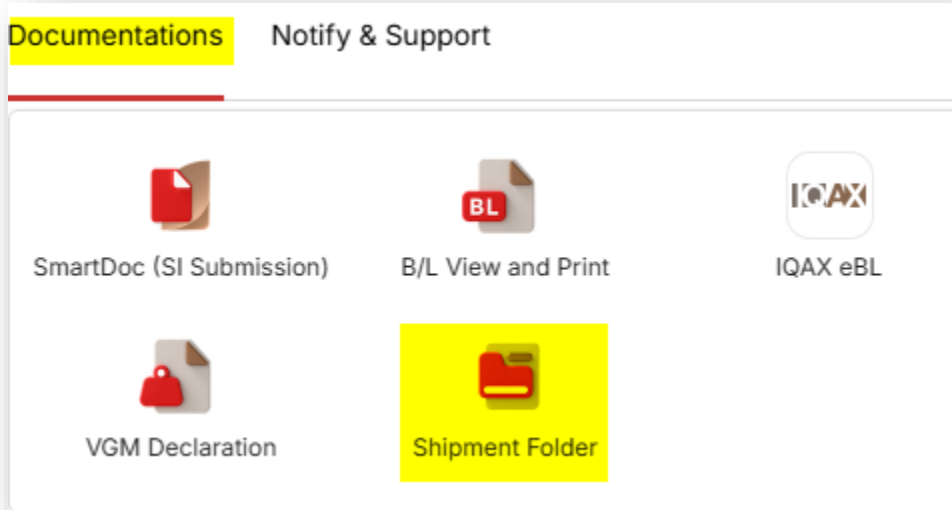 Documentations Notify & Support
BL
IQAX
SmartDoc (SI Submission) B/L View and Print IQAX eBL
VGM Declaration Shipment Folder